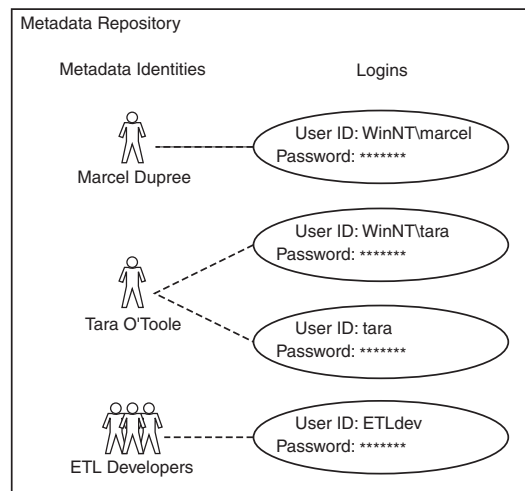 Metadata Repository
Metadata Identities
Logins
User ID: WinNT\marcel
Password: *******
Marcel Dupree
User ID: WinNT\tara
Password: *******
Tara O'Toole
User ID: tara
Password: *******
User ID: ETLdev
Password: *******
ETL Developers